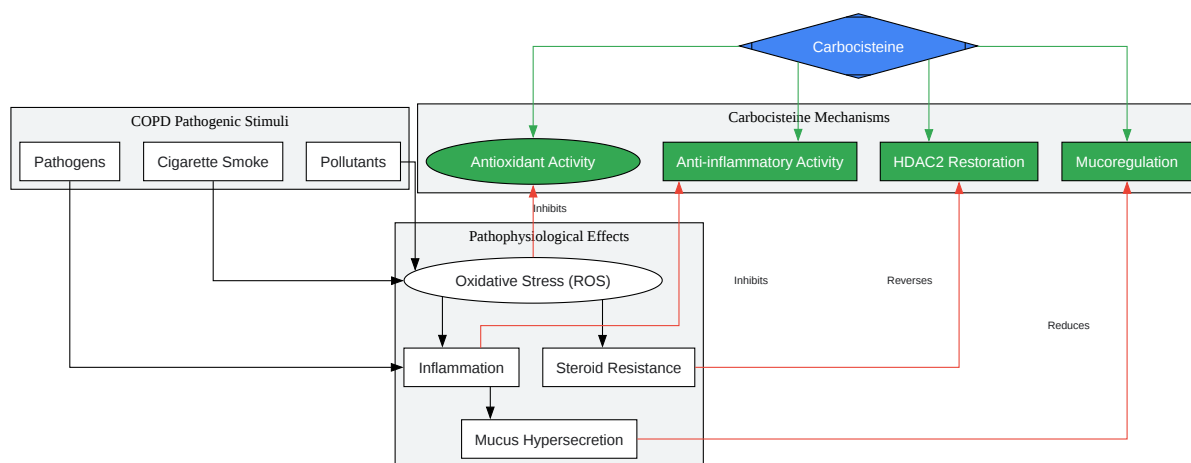 Carbocisteine
COPD Pathogenic Stimuli
Carbocisteine Mechanisms
Pathogens
Cigarette Smoke
Pollutants
Antioxidant Activity
Anti-inflammatory Activity
HDAC2 Restoration
Mucoregulation
Inhibits
Pathophysiological Effects
Oxidative Stress (ROS)
Inhibits
Reverses
Reduces
Inflammation
Steroid Resistance
Mucus Hypersecretion